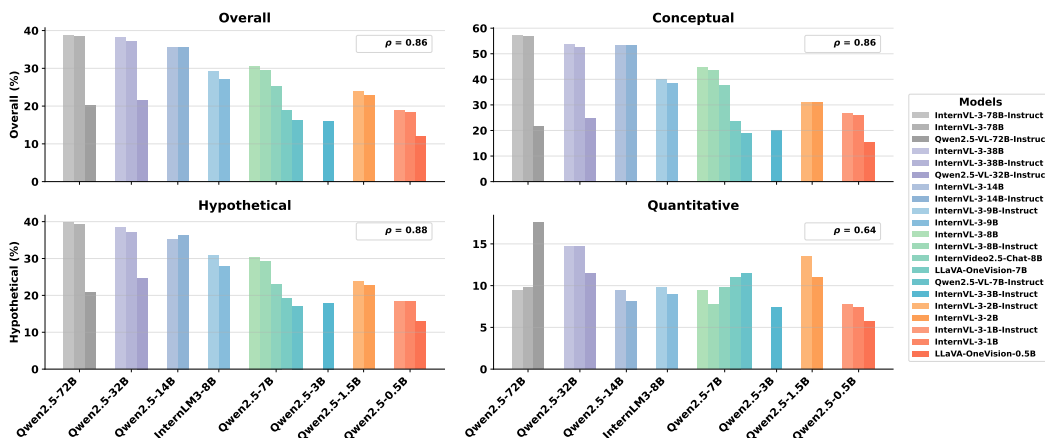 Overall
Overall (%)
40
30
20
10
0
ρ = 0.86
Conceptual
60
50
40
30
20
10
0
ρ = 0.86
Hypothetical
Hypothetical (%)
40
30
20
10
0
ρ = 0.88
Qwen2.5-72B
Qwen2.5-32B
Qwen2.5-14B
InternLM3-8B
Qwen2.5-7B
Qwen2.5-3B
Qwen2.5-1.5B
Qwen2.5-0.5B
Quantitative
15
10
5
0
ρ = 0.64
Qwen2.5-72B
Qwen2.5-32B
Qwen2.5-14B
InternLM3-8B
Qwen2.5-7B
Qwen2.5-3B
Qwen2.5-1.5B
Qwen2.5-0.5B
Models
InternVL-3-78B-Instruct
InternVL-3-78B
Qwen2.5-VL-72B-Instruc
InternVL-3-38B
InternVL-3-38B-Instruct
Qwen2.5-VL-32B-Instruc
InternVL-3-14B
InternVL-3-14B-Instruct
InternVL-3-9B-Instruct
InternVL-3-9B
InternVL-3-8B
InternVL-3-8B-Instruct
InternVideo2.5-Chat-8B
LLaVA-OneVision-7B
Qwen2.5-VL-7B-Instruct
InternVL-3-3B-Instruct
InternVL-3-2B-Instruct
InternVL-3-2B
InternVL-3-1B-Instruct
InternVL-3-1B
LLaVA-OneVision-0.5B